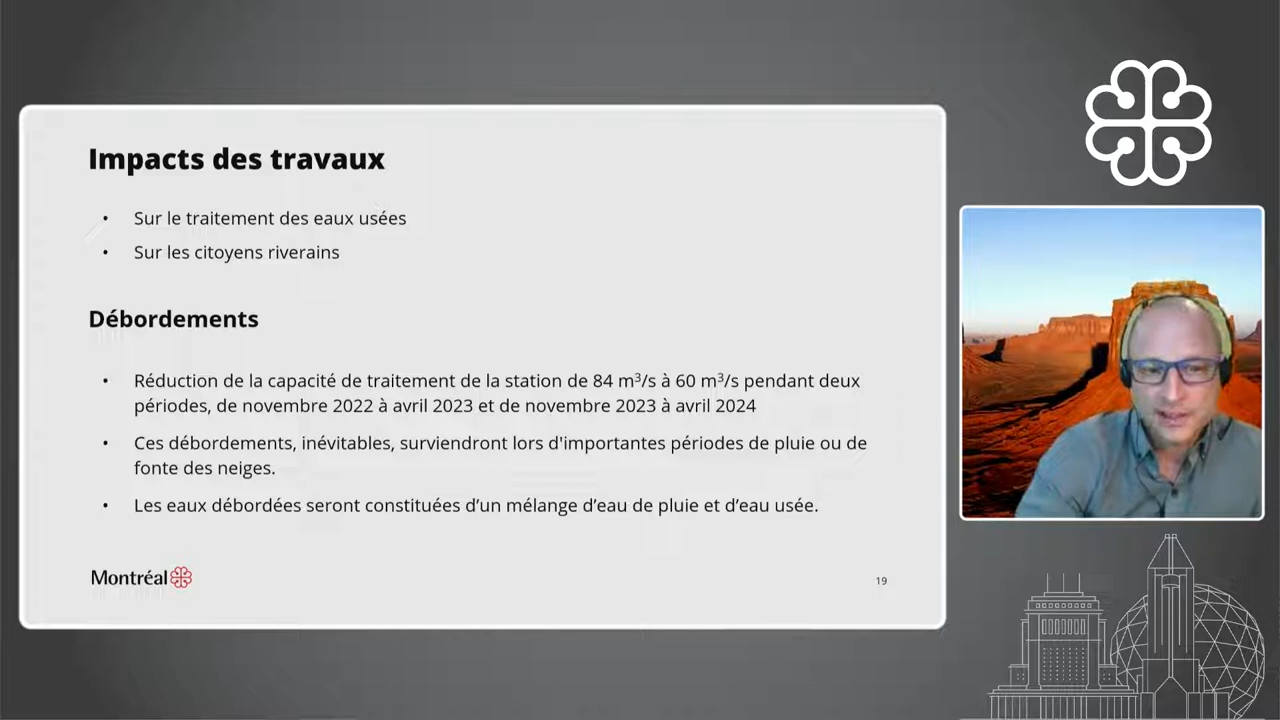 Impacts des travaux
• Sur le traitement des eaux usées
• Sur les citoyens riverains
Débordements
• Réduction de la capacité de traitement de la station de 84 m³/s à 60 m³/s pendant deux
périodes, de novembre 2022 à avril 2023 et de novembre 2023 à avril 2024
• Ces débordements, inévitables, surviendront lors d'importantes périodes de pluie ou de
fonte des neiges.
• Les eaux débordées seront constituées d’un mélange d’eau de pluie et d’eau usée.
Montréal
19